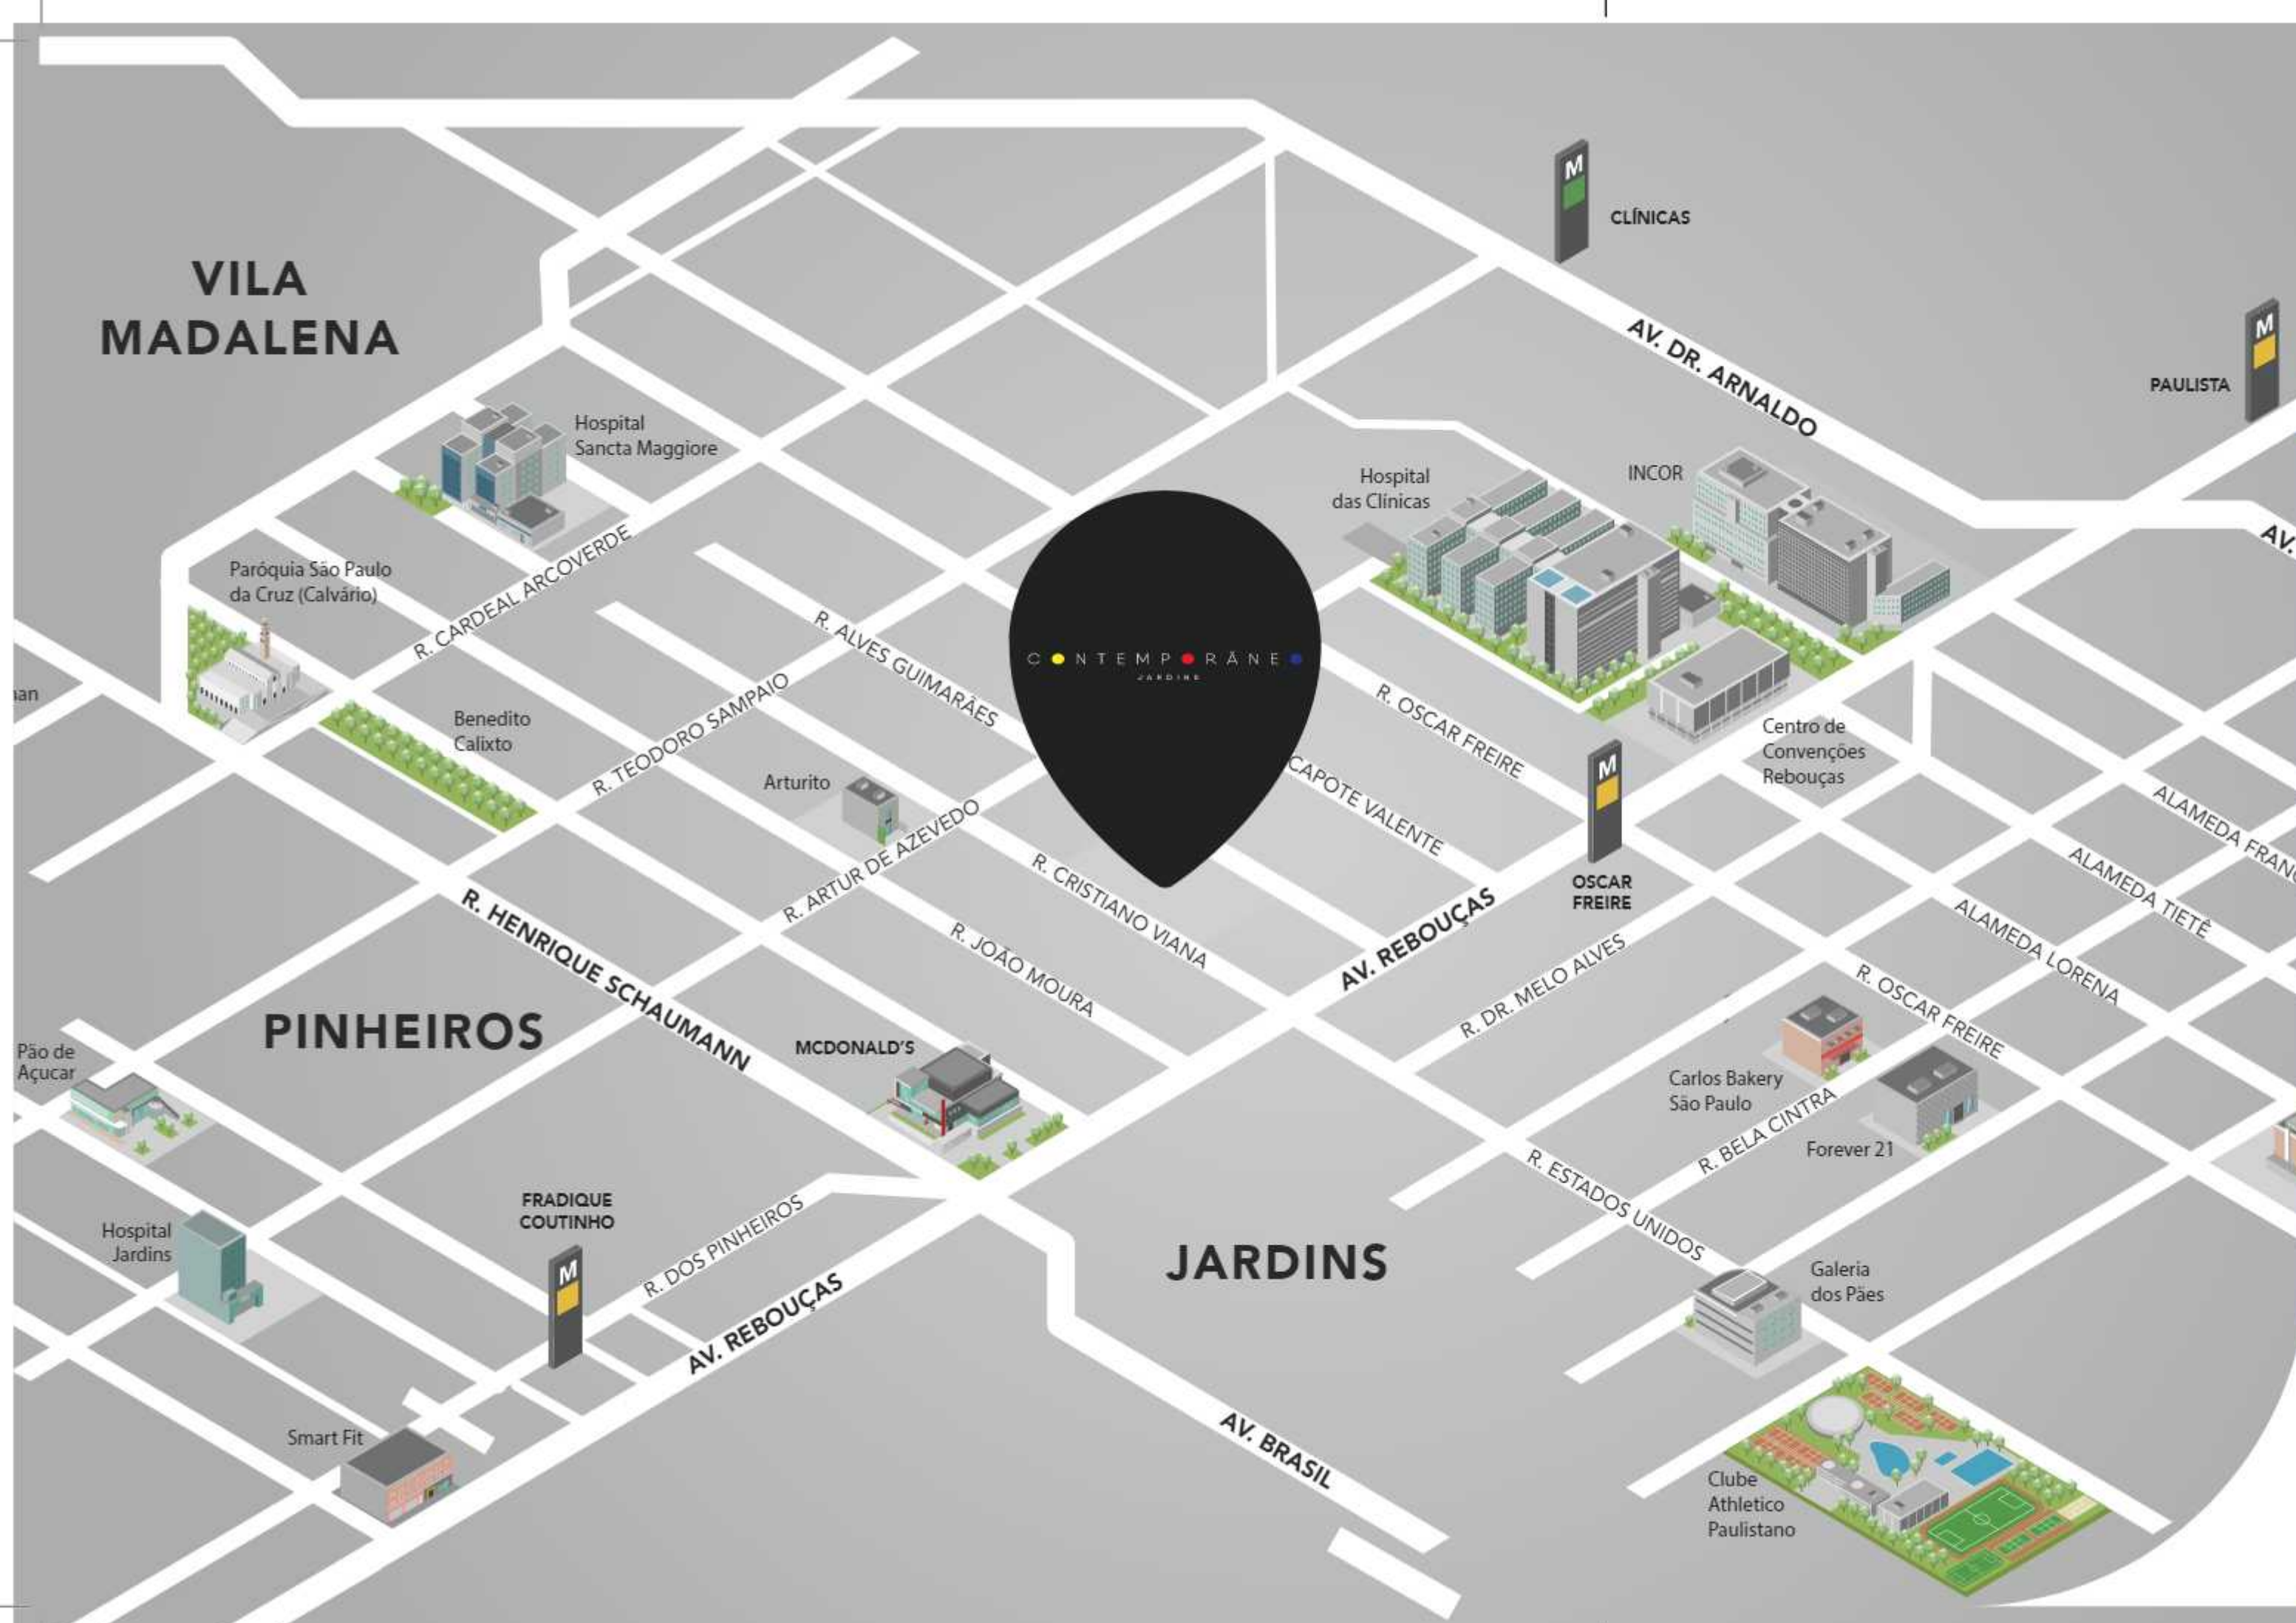 CLÍNICAS
VILA
MADALENA
AV. DR. ARNALDO
PAULISTA
Hospital
Sancta Maggiore
Hospital
das Clínicas
INCOR
AV.
R. CARDEAL ARCOVERDE
Paróquia São Paulo
da Cruz (Calvário)
R. ALVES GUIMARÃES
CONTEMPORÂNEO
JARDINS
R. OSCAR FREIRE
Benedito
Calixto
R. TEODORO SAMPAIO
Centro de
Convenções
Rebouças
Arturito
CAPOTE VALENTE
R. ARTUR DE AZEVEDO
R. CRISTIANO VIANA
OSCAR
FREIRE
ALAMEDA FRAN
ALAMEDA TIETÊ
ALAMEDA LORENA
R. HENRIQUE SCHAUMANN
R. JOÃO MOURA
AV. REBOUÇAS
R. DR. MELO ALVES
R. OSCAR FREIRE
PINHEIROS
MCDONALD'S
Pão de
Açucar
Carlos Bakery
São Paulo
R. BELA CINTRA
Forever 21
FRADIQUE
COUTINHO
R. DOS PINHEIROS
R. ESTADOS UNIDOS
Hospital
Jardins
JARDINS
Galeria
dos Pães
AV. REBOUÇAS
Smart Fit
AV. BRASIL
Clube
Athletico
Paulistano
M
M
M
M